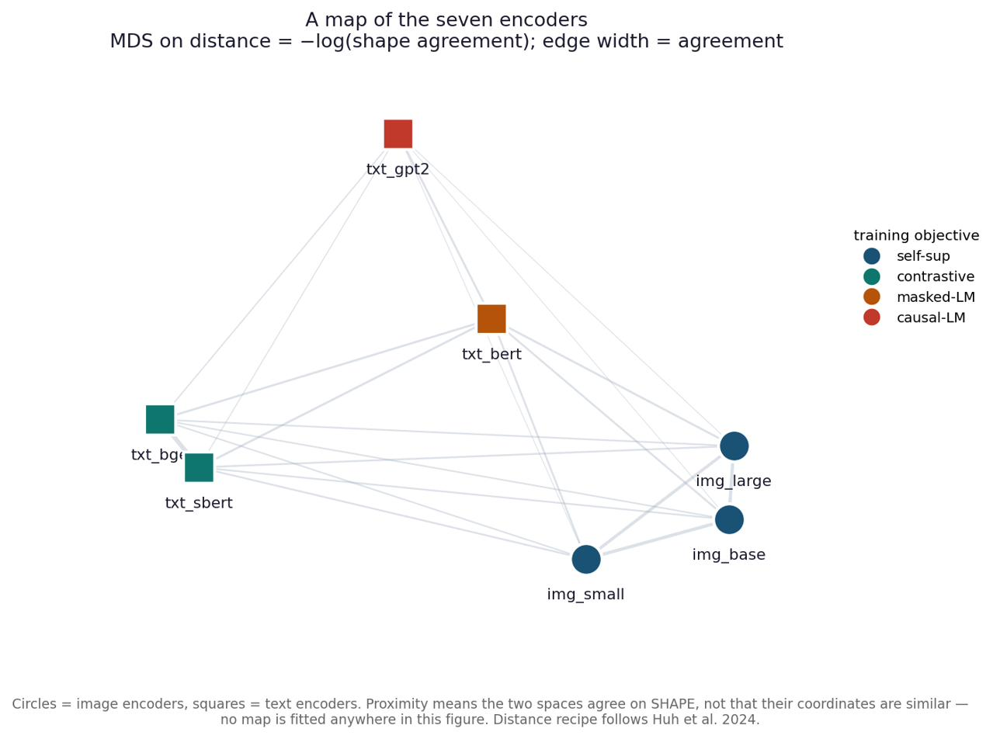 A map of the seven encoders
MDS on distance = −log(shape agreement); edge width = agreement
txt_gpt2
training objective
self-sup
contrastive
masked-LM
causal-LM
txt_bert
txt_bge
txt_sbert
img_large
img_base
img_small
Circles = image encoders, squares = text encoders. Proximity means the two spaces agree on SHAPE, not that their coordinates are similar —
no map is fitted anywhere in this figure. Distance recipe follows Huh et al. 2024.